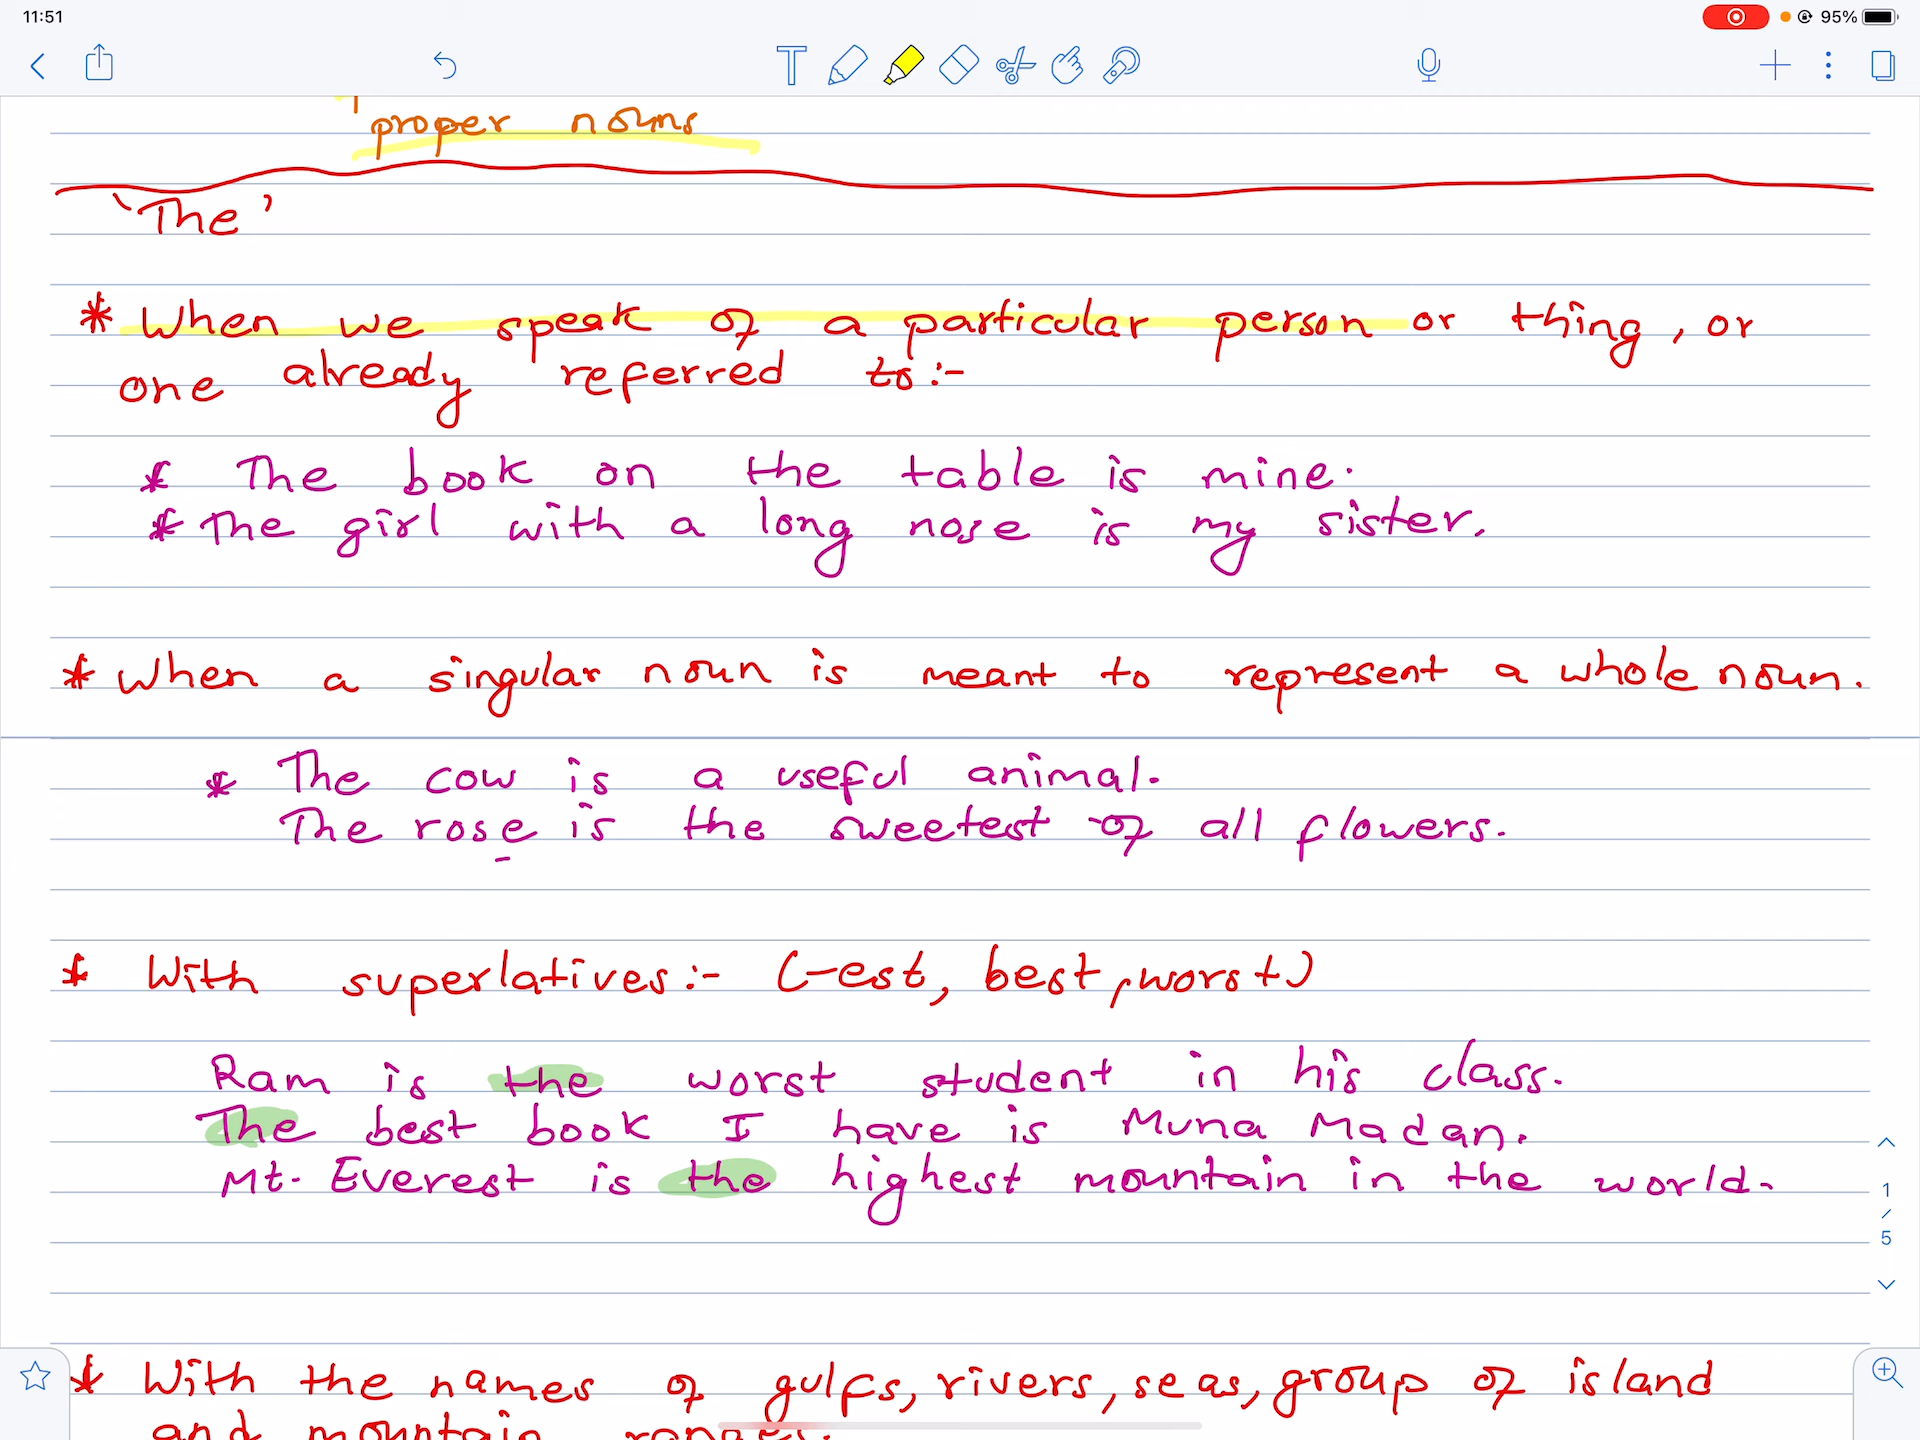 11:51
95%
proper nouns
'The'
* When we speak of a particular person or thing, or
one already referred to:-
* The book on the table is mine.
* The girl with a long nose is my sister.
* When a singular noun is meant to represent a whole noun.
* The cow is a useful animal.
The rose is the sweetest of all flowers.
* With superlatives:- (-est, best, worst)
Ram is the worst student in his class.
The best book I have is Muna Madan.
Mt. Everest is the highest mountain in the world.
1
/
5
* With the names of gulfs, rivers, seas, group of island
and mountain ranges.